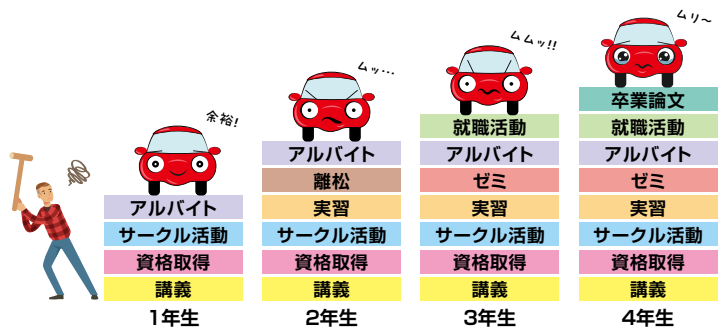 余裕!
アルバイト
サークル活動
資格取得
講義
1年生
ムッ…
アルバイト
離松
実習
サークル活動
資格取得
講義
2年生
ムムッ!!
就職活動
アルバイト
ゼミ
実習
サークル活動
資格取得
講義
3年生
ムリ～
卒業論文
就職活動
アルバイト
ゼミ
実習
サークル活動
資格取得
講義
4年生